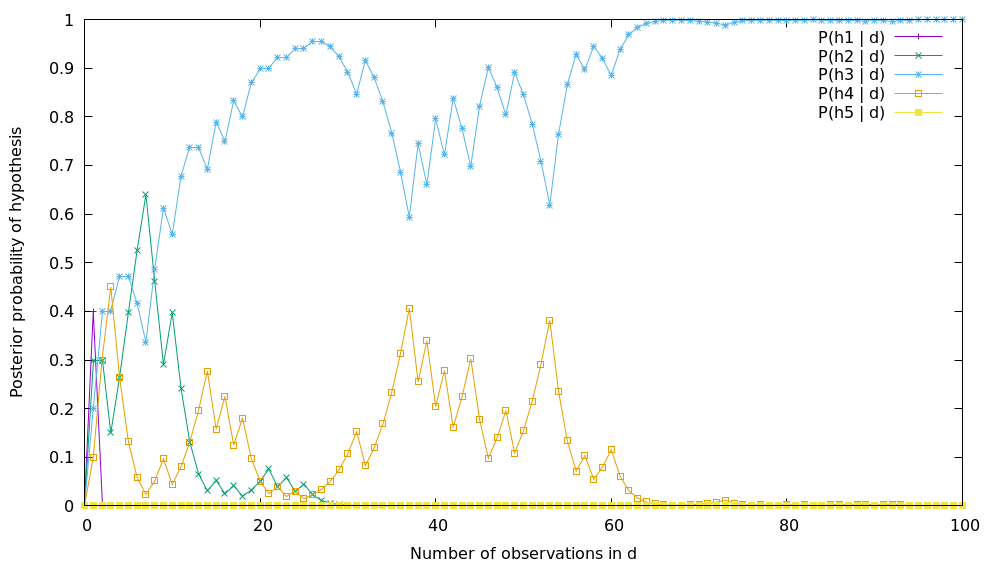 1
0.9
0.8
0.7
0.6
0.5
0.4
0.3
0.2
0.1
0
0 20 40 60 80 100
Posterior probability of hypothesis
Number of observations in d
P(h1 | d)
P(h2 | d)
P(h3 | d)
P(h4 | d)
P(h5 | d)